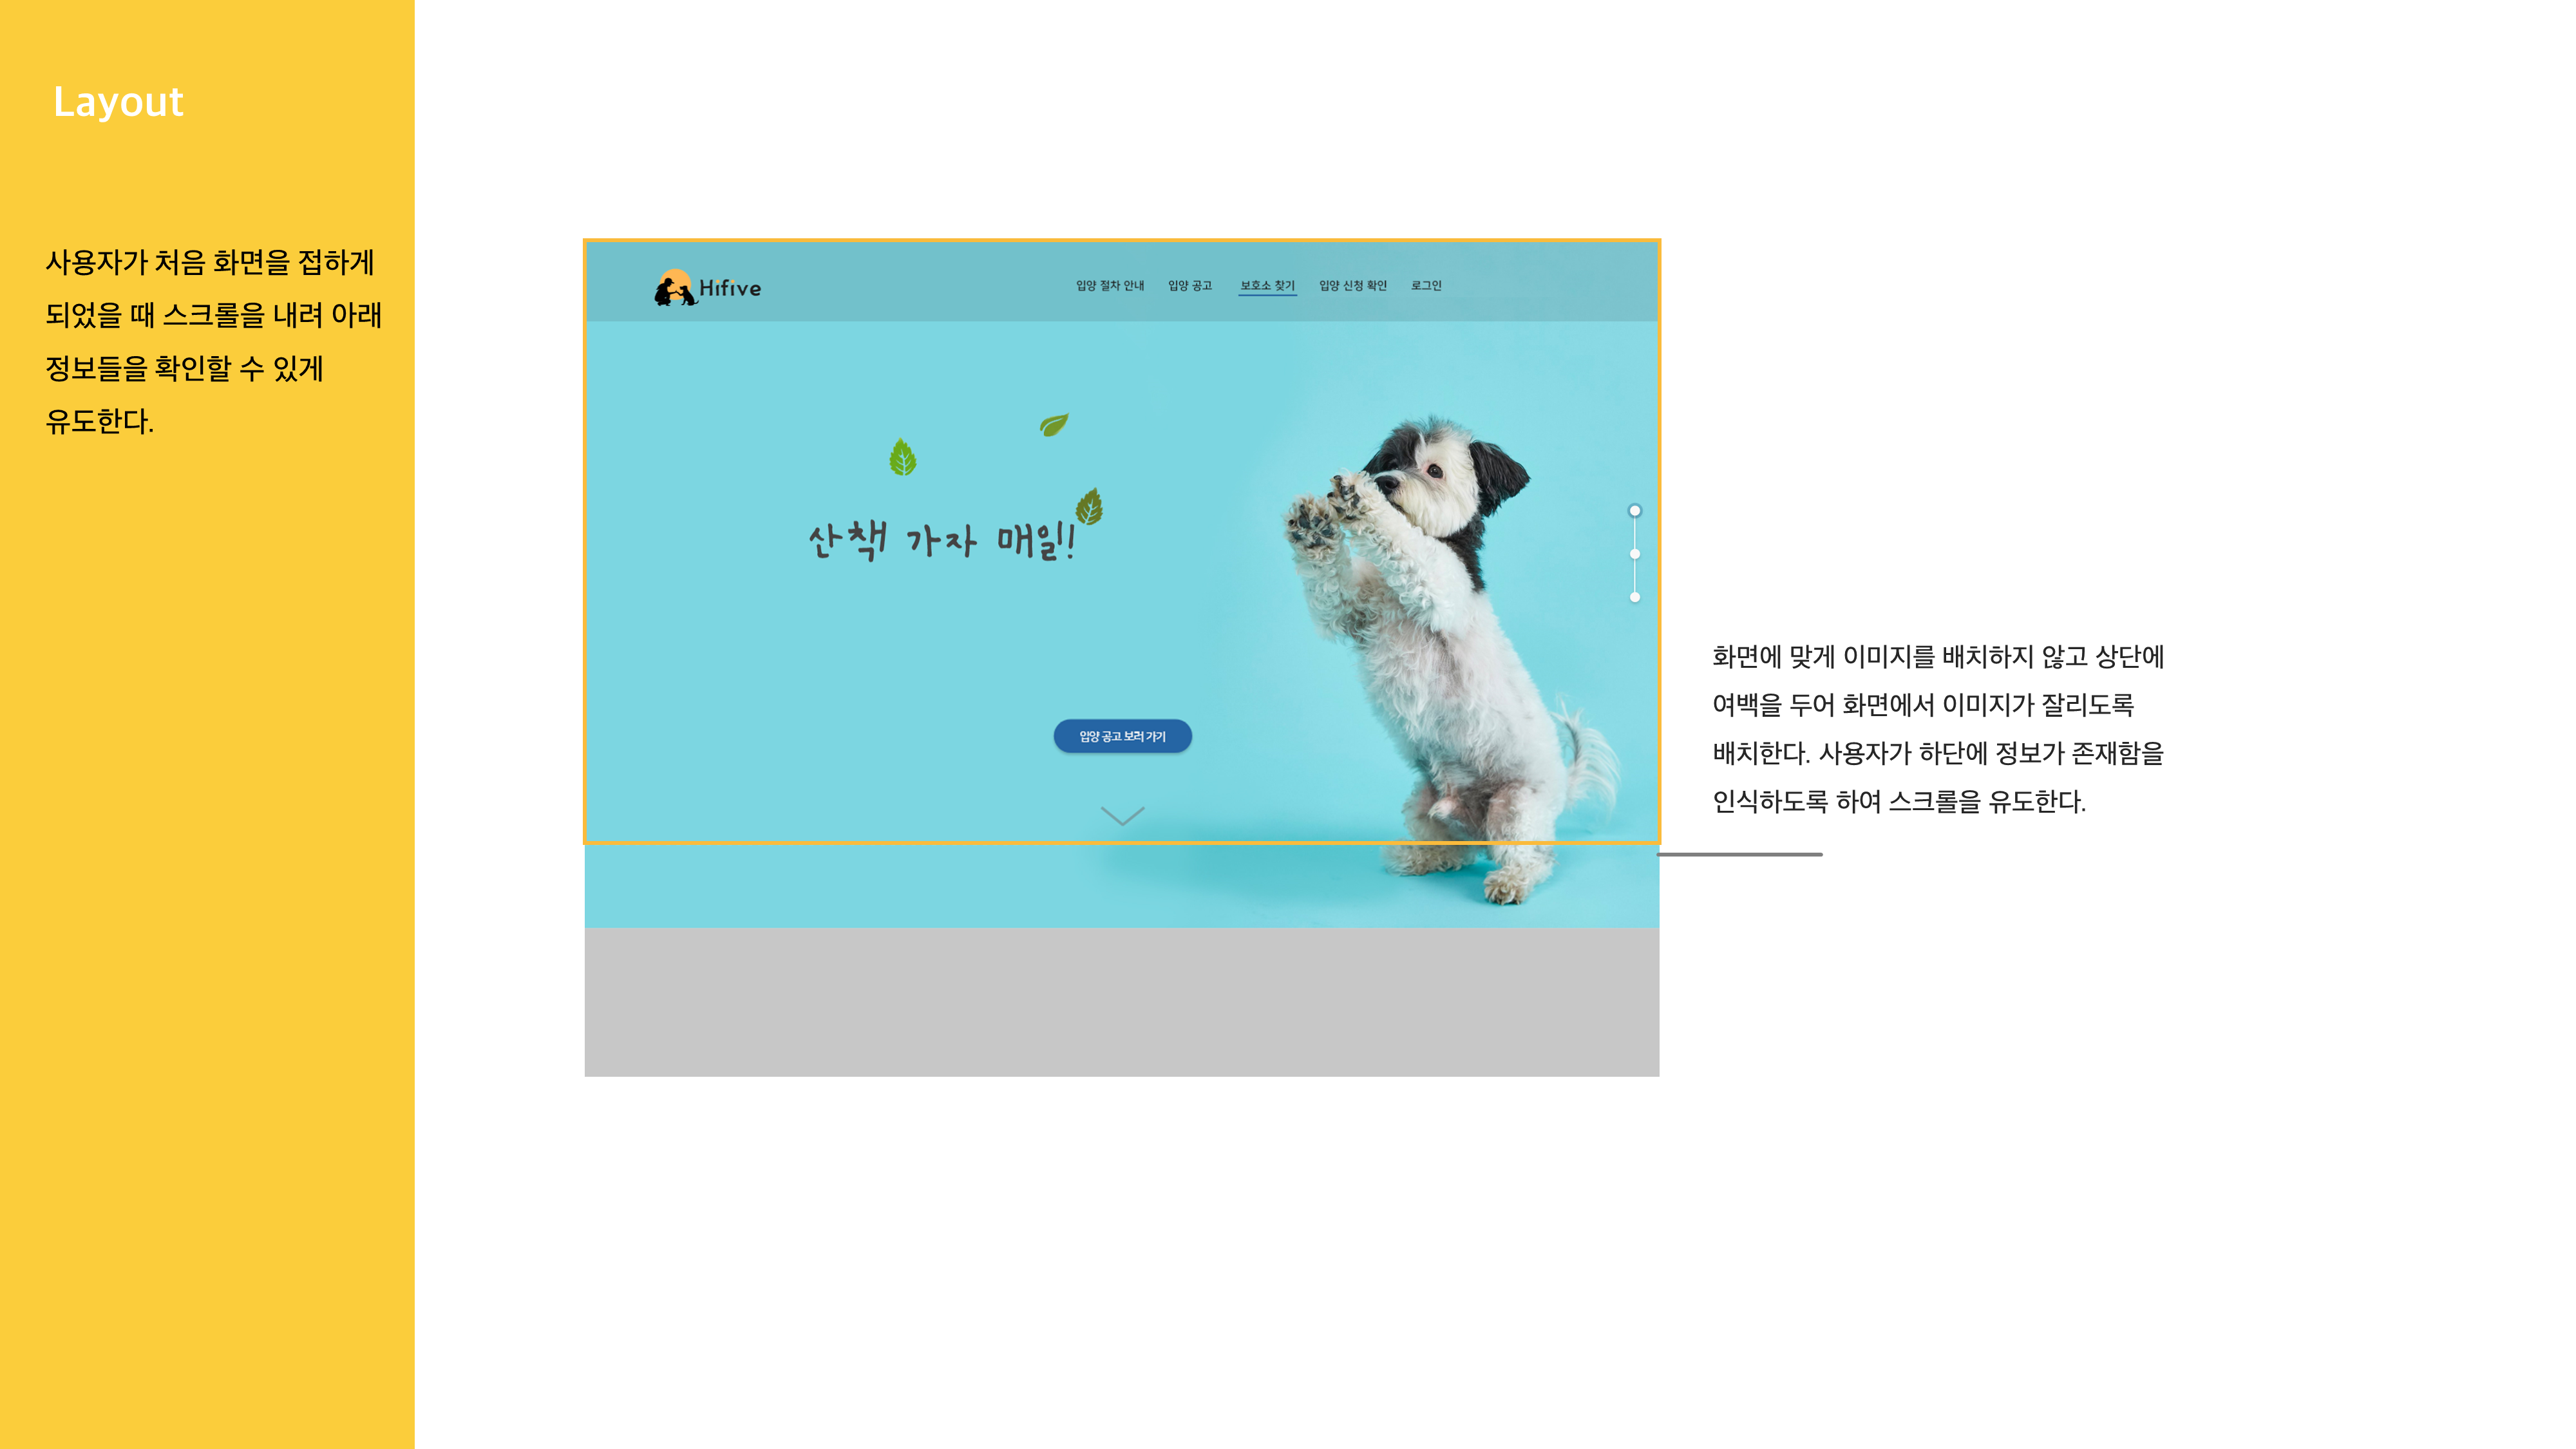 Layout
사용자가 처음 화면을 접하게
되었을 때 스크롤을 내려 아래
정보들을 확인할 수 있게
유도한다.
Hifive
입양 절차 안내 입양 공고 보호소 찾기 입양 신청 확인 로그인
산책 가자 매일!
입양 공고 보러 가기
화면에 맞게 이미지를 배치하지 않고 상단에
여백을 두어 화면에서 이미지가 잘리도록
배치한다. 사용자가 하단에 정보가 존재함을
인식하도록 하여 스크롤을 유도한다.